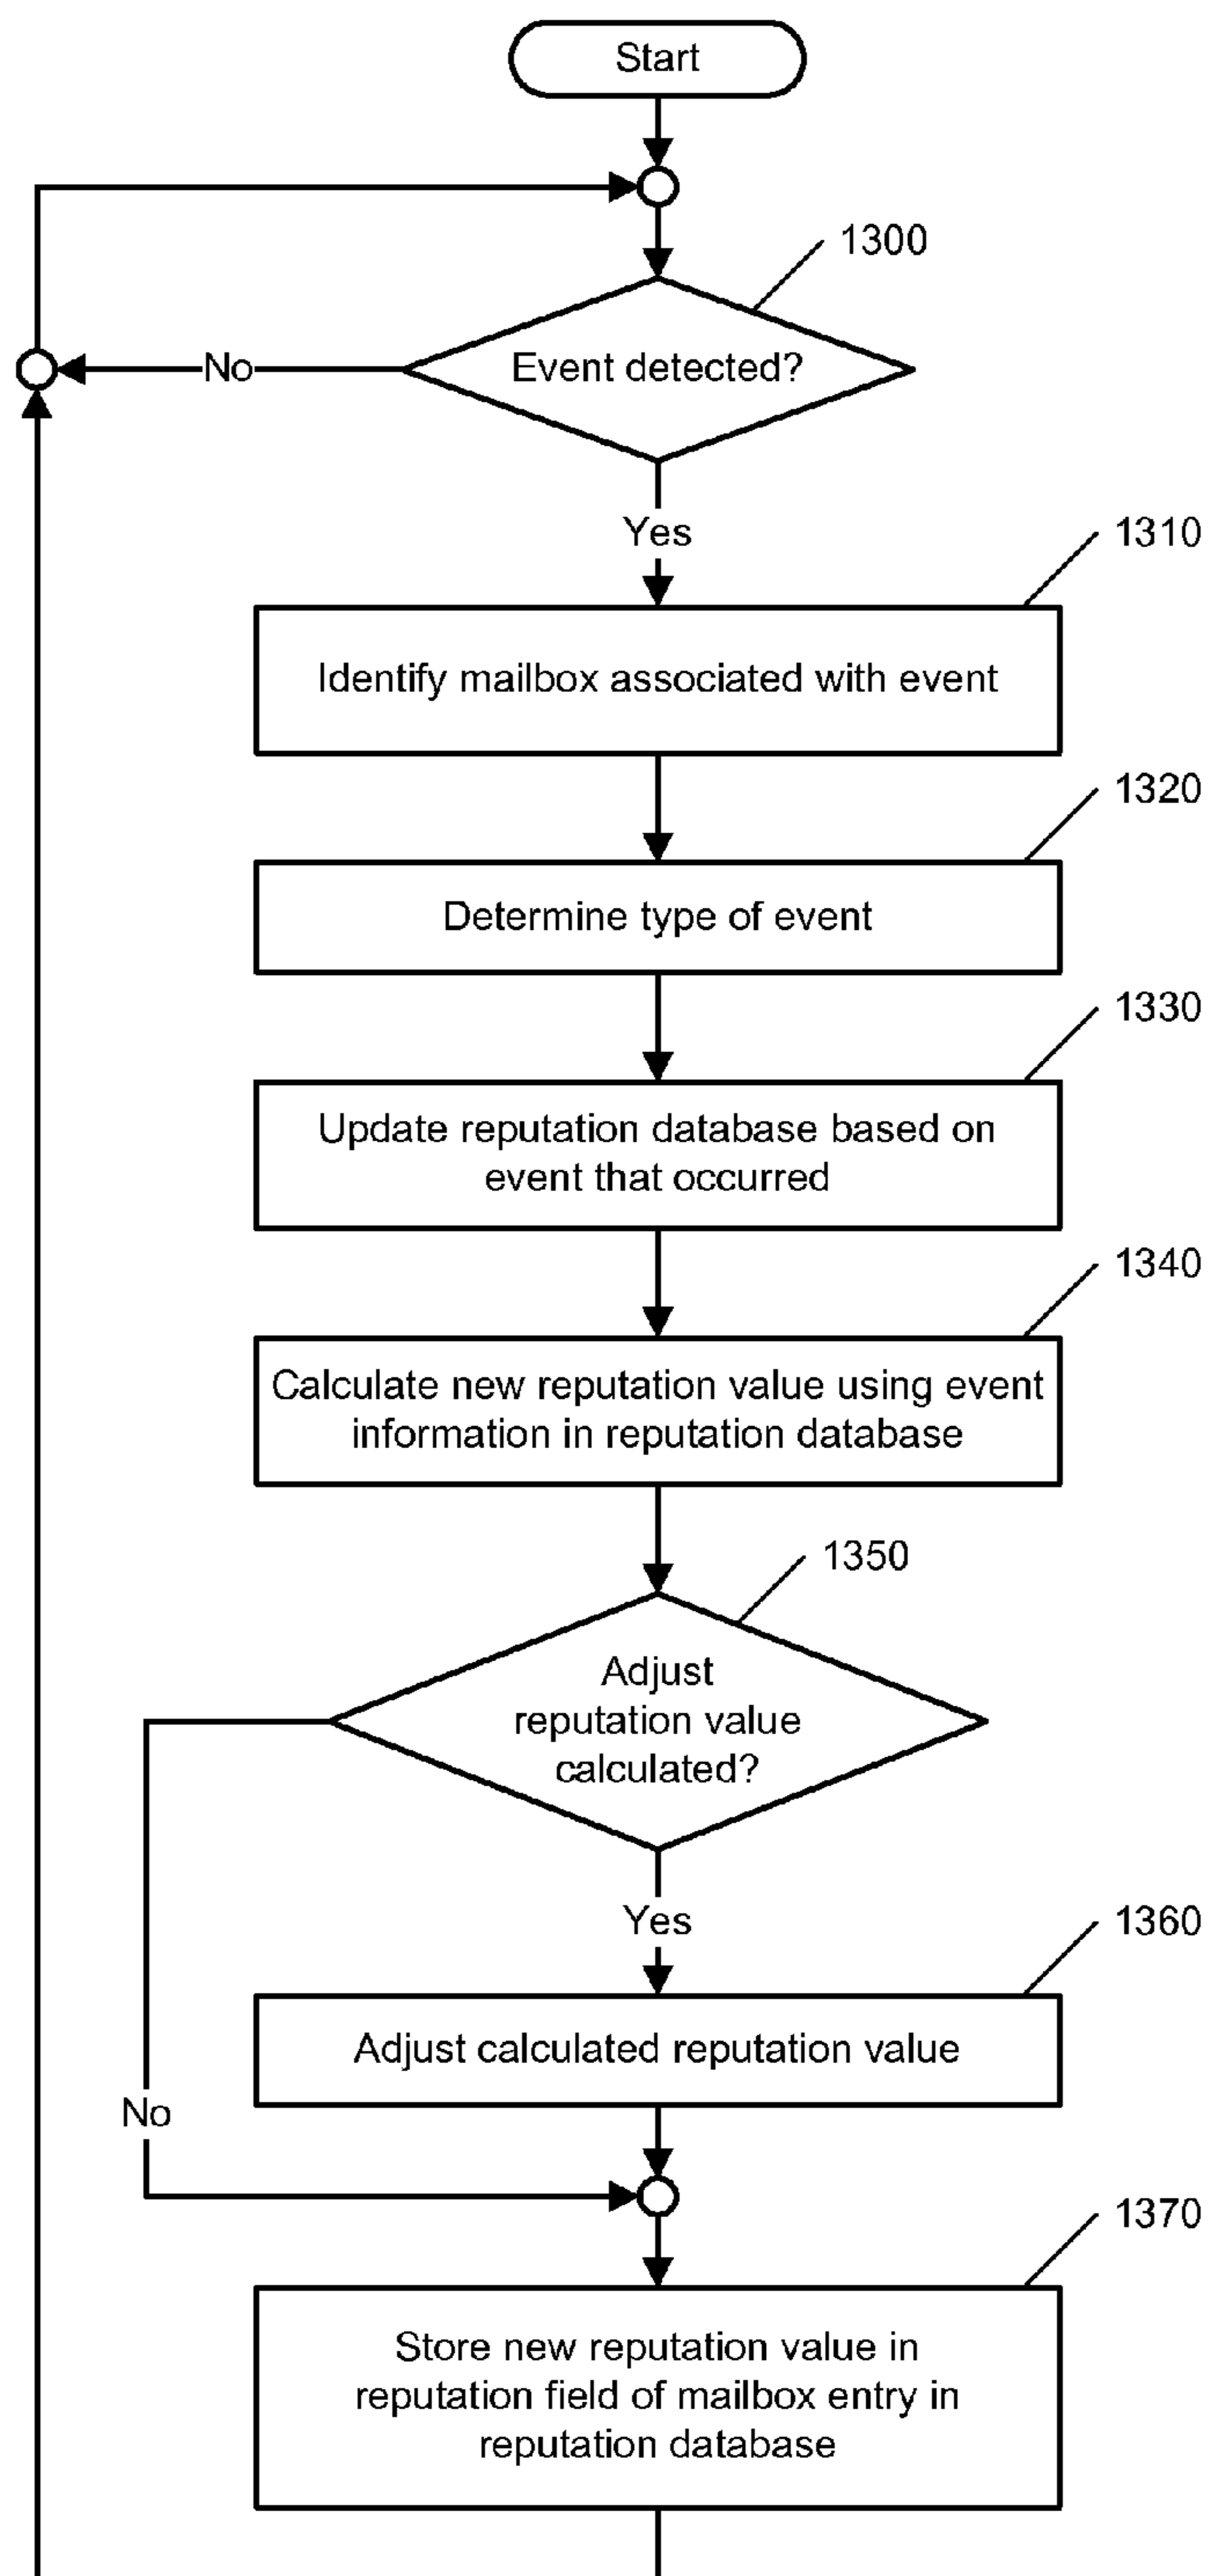 Start
1300
Event detected?
No
Yes
1310
Identify mailbox associated with event
1320
Determine type of event
1330
Update reputation database based on
event that occurred
1340
Calculate new reputation value using event
information in reputation database
1350
Adjust
reputation value
calculated?
Yes
1360
Adjust calculated reputation value
No
1370
Store new reputation value in
reputation field of mailbox entry in
reputation database